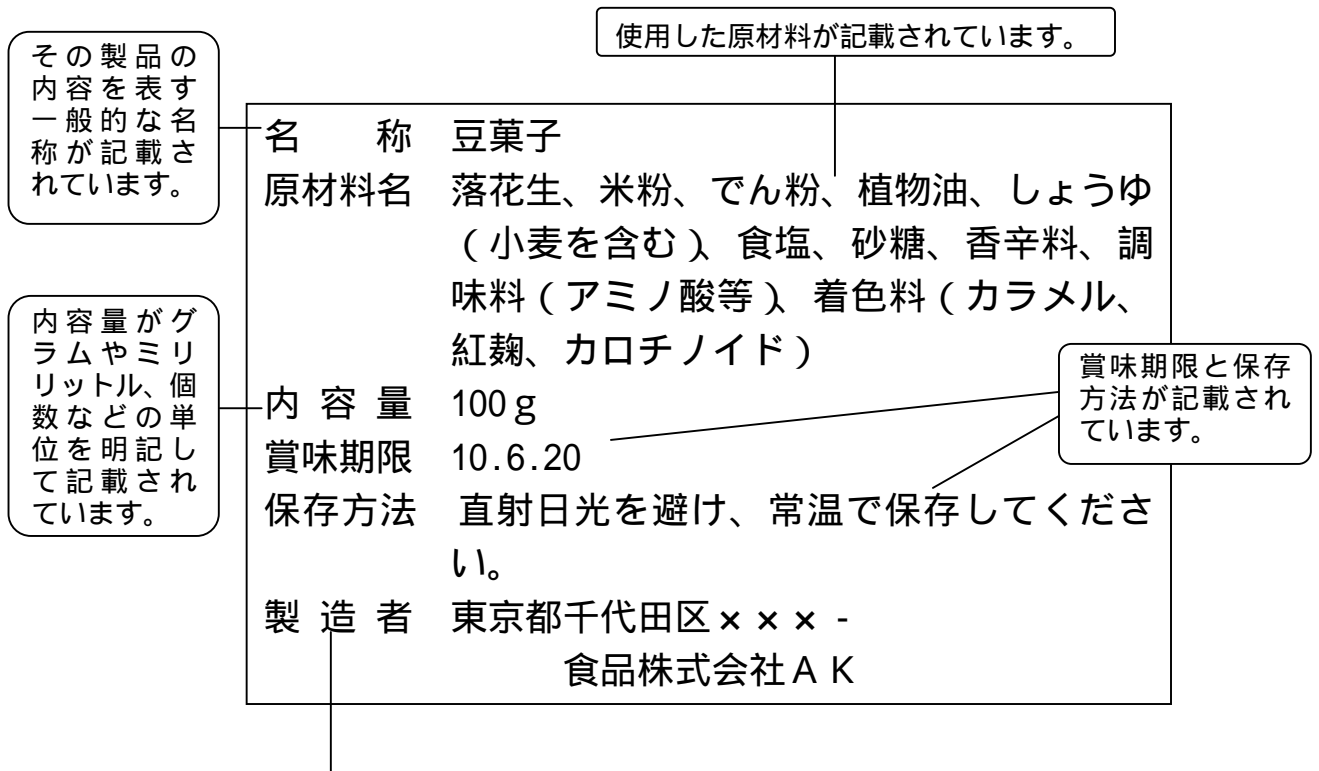 使用した原材料が記載されています。
その製品の
内容を表す
一般的な名
称が記載さ
れています。
名 称 豆菓子
原材料名 落花生、米粉、でん粉、植物油、しょうゆ
(小麦を含む)、食塩、砂糖、香辛料、調
味料(アミノ酸等)、着色料(カラメル、
紅麹、カロチノイド)
内容量がグ
ラムやミリ
リットル、個
数などの単
位を明記し
て記載され
ています。
賞味期限と保存
方法が記載され
ています。
内 容 量 100g
賞味期限 10.6.20
保存方法 直射日光を避け、常温で保存してくださ
い。
製 造 者 東京都千代田区×××-
食品株式会社AK